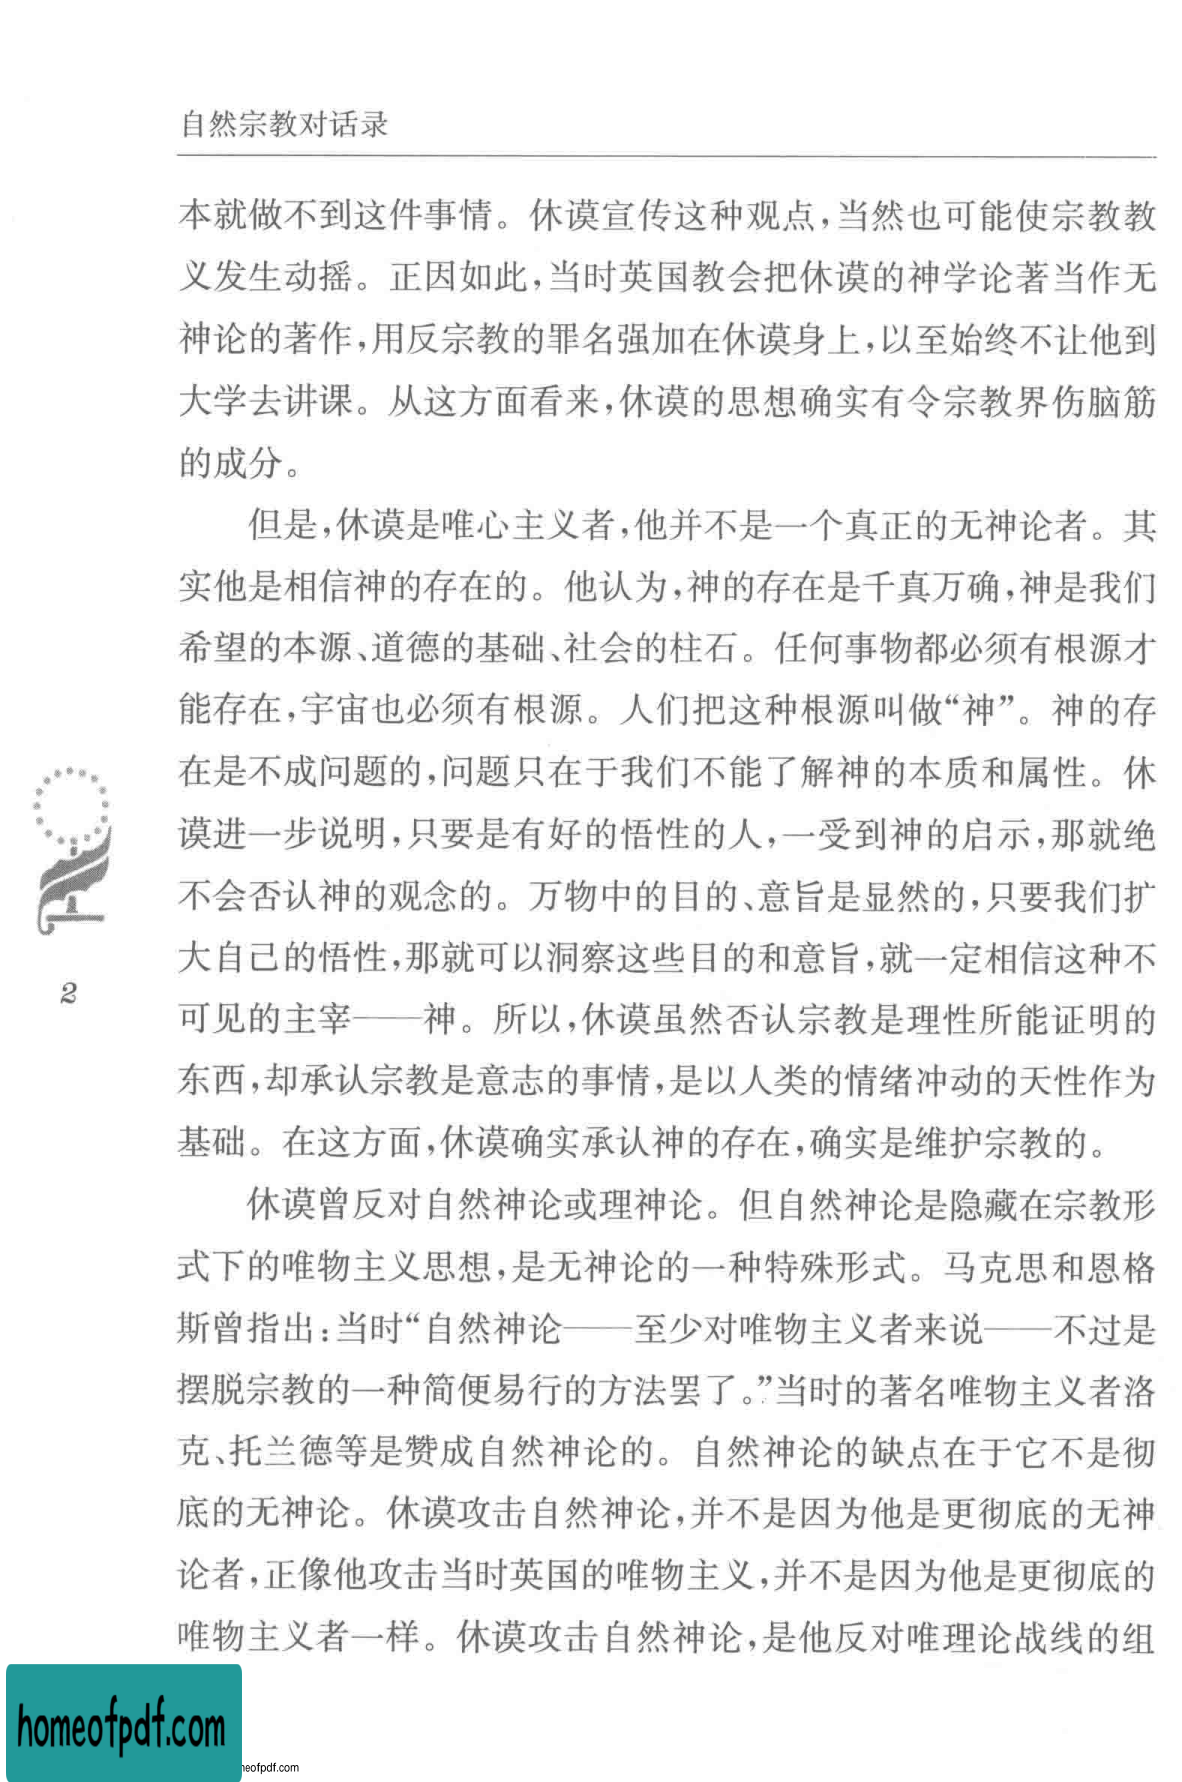 自然宗教对话录
本就做不到这件事情。休谟宣传这种观点,当然也可能使宗教教
义发生动摇。正因如此,当时英国教会把休谟的神学论著当作无
神论的著作,用反宗教的罪名强加在休谟身上,以至始终不让他到
大学去讲课。从这方面看来,休谟的思想确实有令宗教界伤脑筋
的成分。
但是,休谟是唯心主义者,他并不是一个真正的无神论者。其
实他是相信神的存在的。他认为,神的存在是千真万确,神是我们
希望的本源、道德的基础、社会的柱石。任何事物都必须有根源才
能存在,宇宙也必须有根源。人们把这种根源叫做“神”。神的存
在是不成问题的,问题只在于我们不能了解神的本质和属性。休
谟进一步说明,只要是有好的悟性的人,一受到神的启示,那就绝
不会否认神的观念的。万物中的目的、意旨是显然的,只要我们扩
大自己的悟性,那就可以洞察这些目的和意旨,就一定相信这种不
可见的主宰——神。所以,休谟虽然否认宗教是理性所能证明的
东西,却承认宗教是意志的事情,是以人类的情绪冲动的天性作为
基础。在这方面,休谟确实承认神的存在,确实是维护宗教的。
休谟曾反对自然神论或理神论。但自然神论是隐藏在宗教形
式下的唯物主义思想,是无神论的一种特殊形式。马克思和恩格
斯曾指出:当时“自然神论——至少对唯物主义者来说——不过是
摆脱宗教的一种简便易行的方法罢了。”当时的著名唯物主义者洛
克、托兰德等是赞成自然神论的。自然神论的缺点在于它不是彻
底的无神论。休谟攻击自然神论,并不是因为他是更彻底的无神
论者,正像他攻击当时英国的唯物主义,并不是因为他是更彻底的
唯物主义者一样。休谟攻击自然神论,是他反对唯理论战线的组
2
homeofpdf.com
neofpdf.com